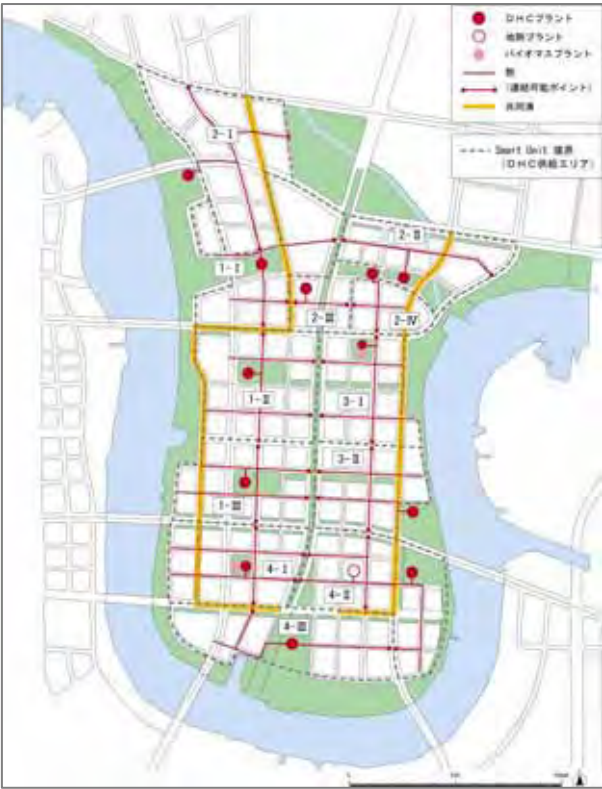 DHCプラント
地熱プラント
バイオマスプラント
熱
(連結可能ポイント)
共同溝
Smart Unit 境界
(DHC供給エリア)
2-Ⅰ
2-Ⅱ
1-Ⅰ
2-Ⅲ
2-Ⅳ
3-Ⅰ
1-Ⅱ
3-Ⅱ
1-Ⅲ
4-Ⅰ
4-Ⅱ
4-Ⅲ